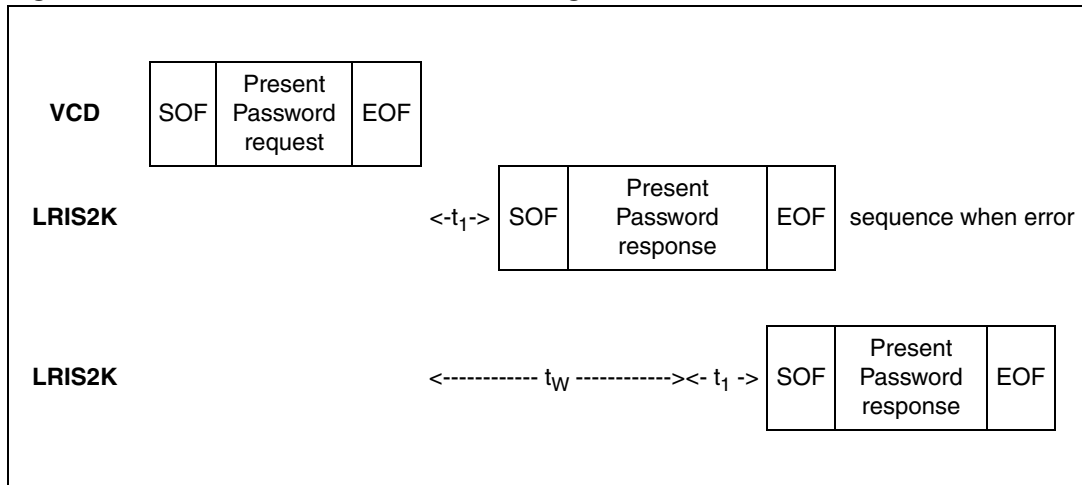 VCD
SOF
Present
Password
request
EOF
LRIS2K
<-t1->
SOF
Present
Password
response
EOF
sequence when error
LRIS2K
<------------ tW ------------><- t1 ->
SOF
Present
Password
response
EOF